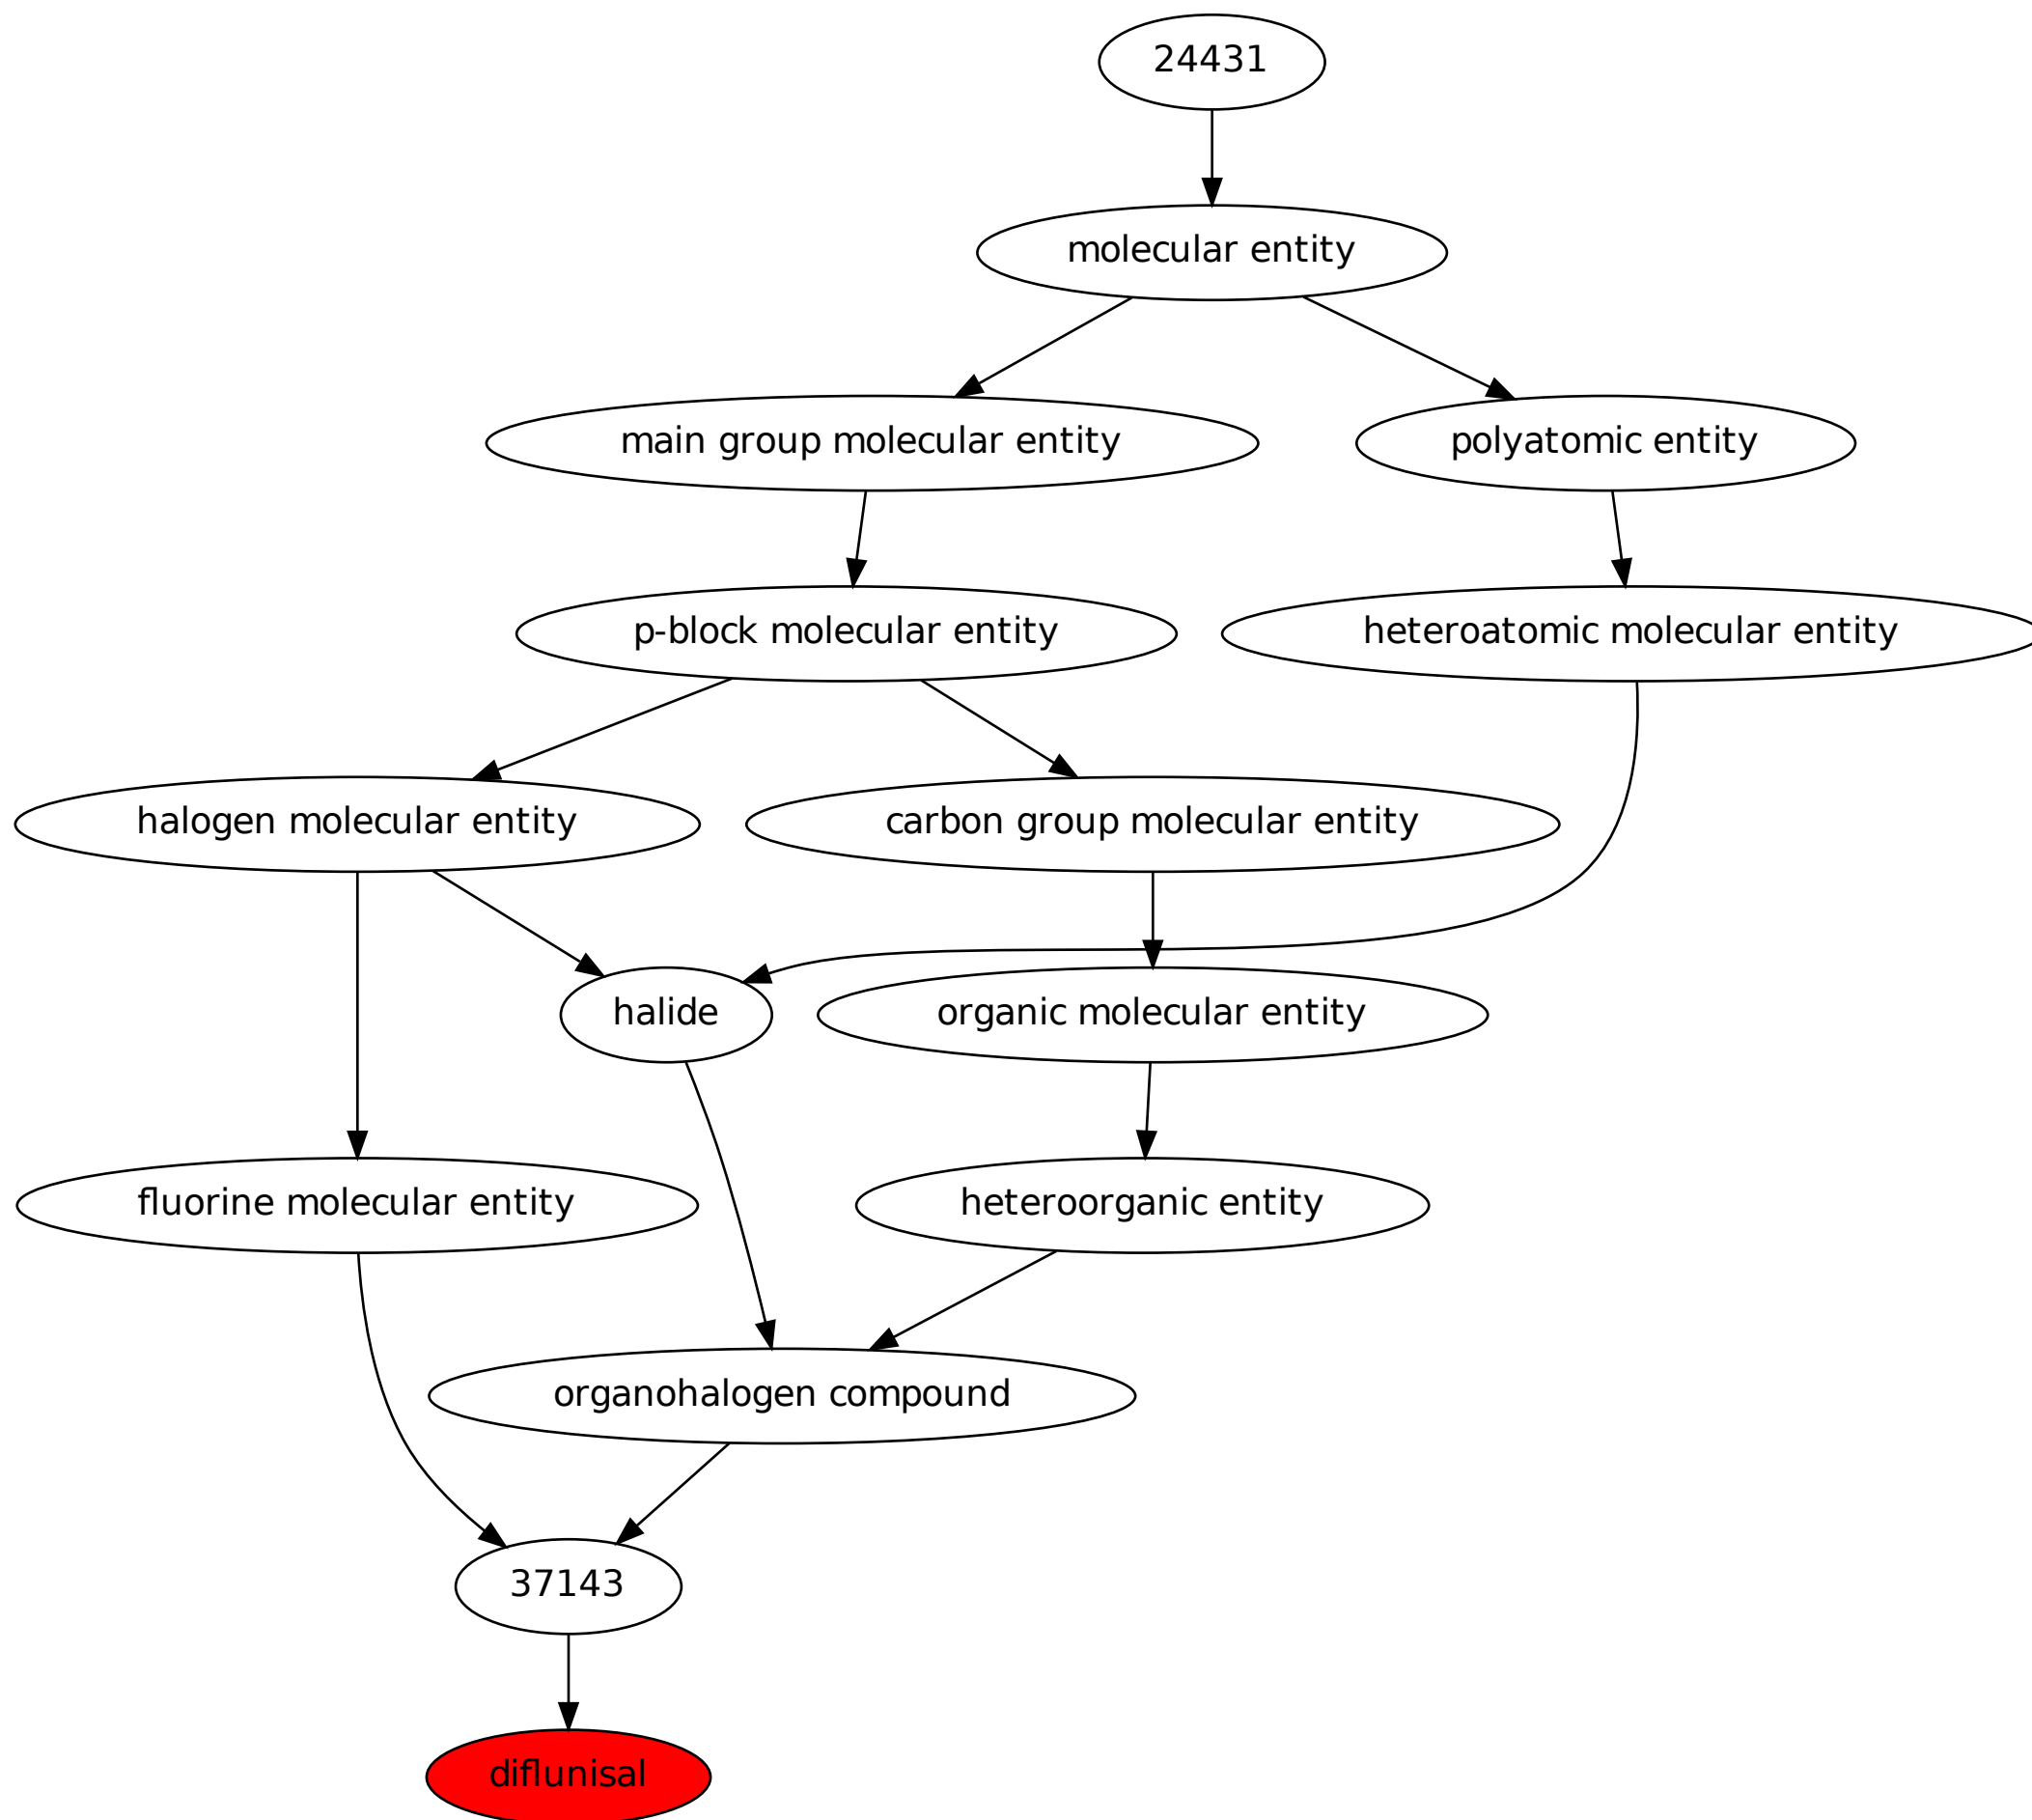 24431
molecular entity
main group molecular entity
polyatomic entity
p-block molecular entity
heteroatomic molecular entity
halogen molecular entity
carbon group molecular entity
halide
organic molecular entity
fluorine molecular entity
heteroorganic entity
organohalogen compound
37143
diflunisal